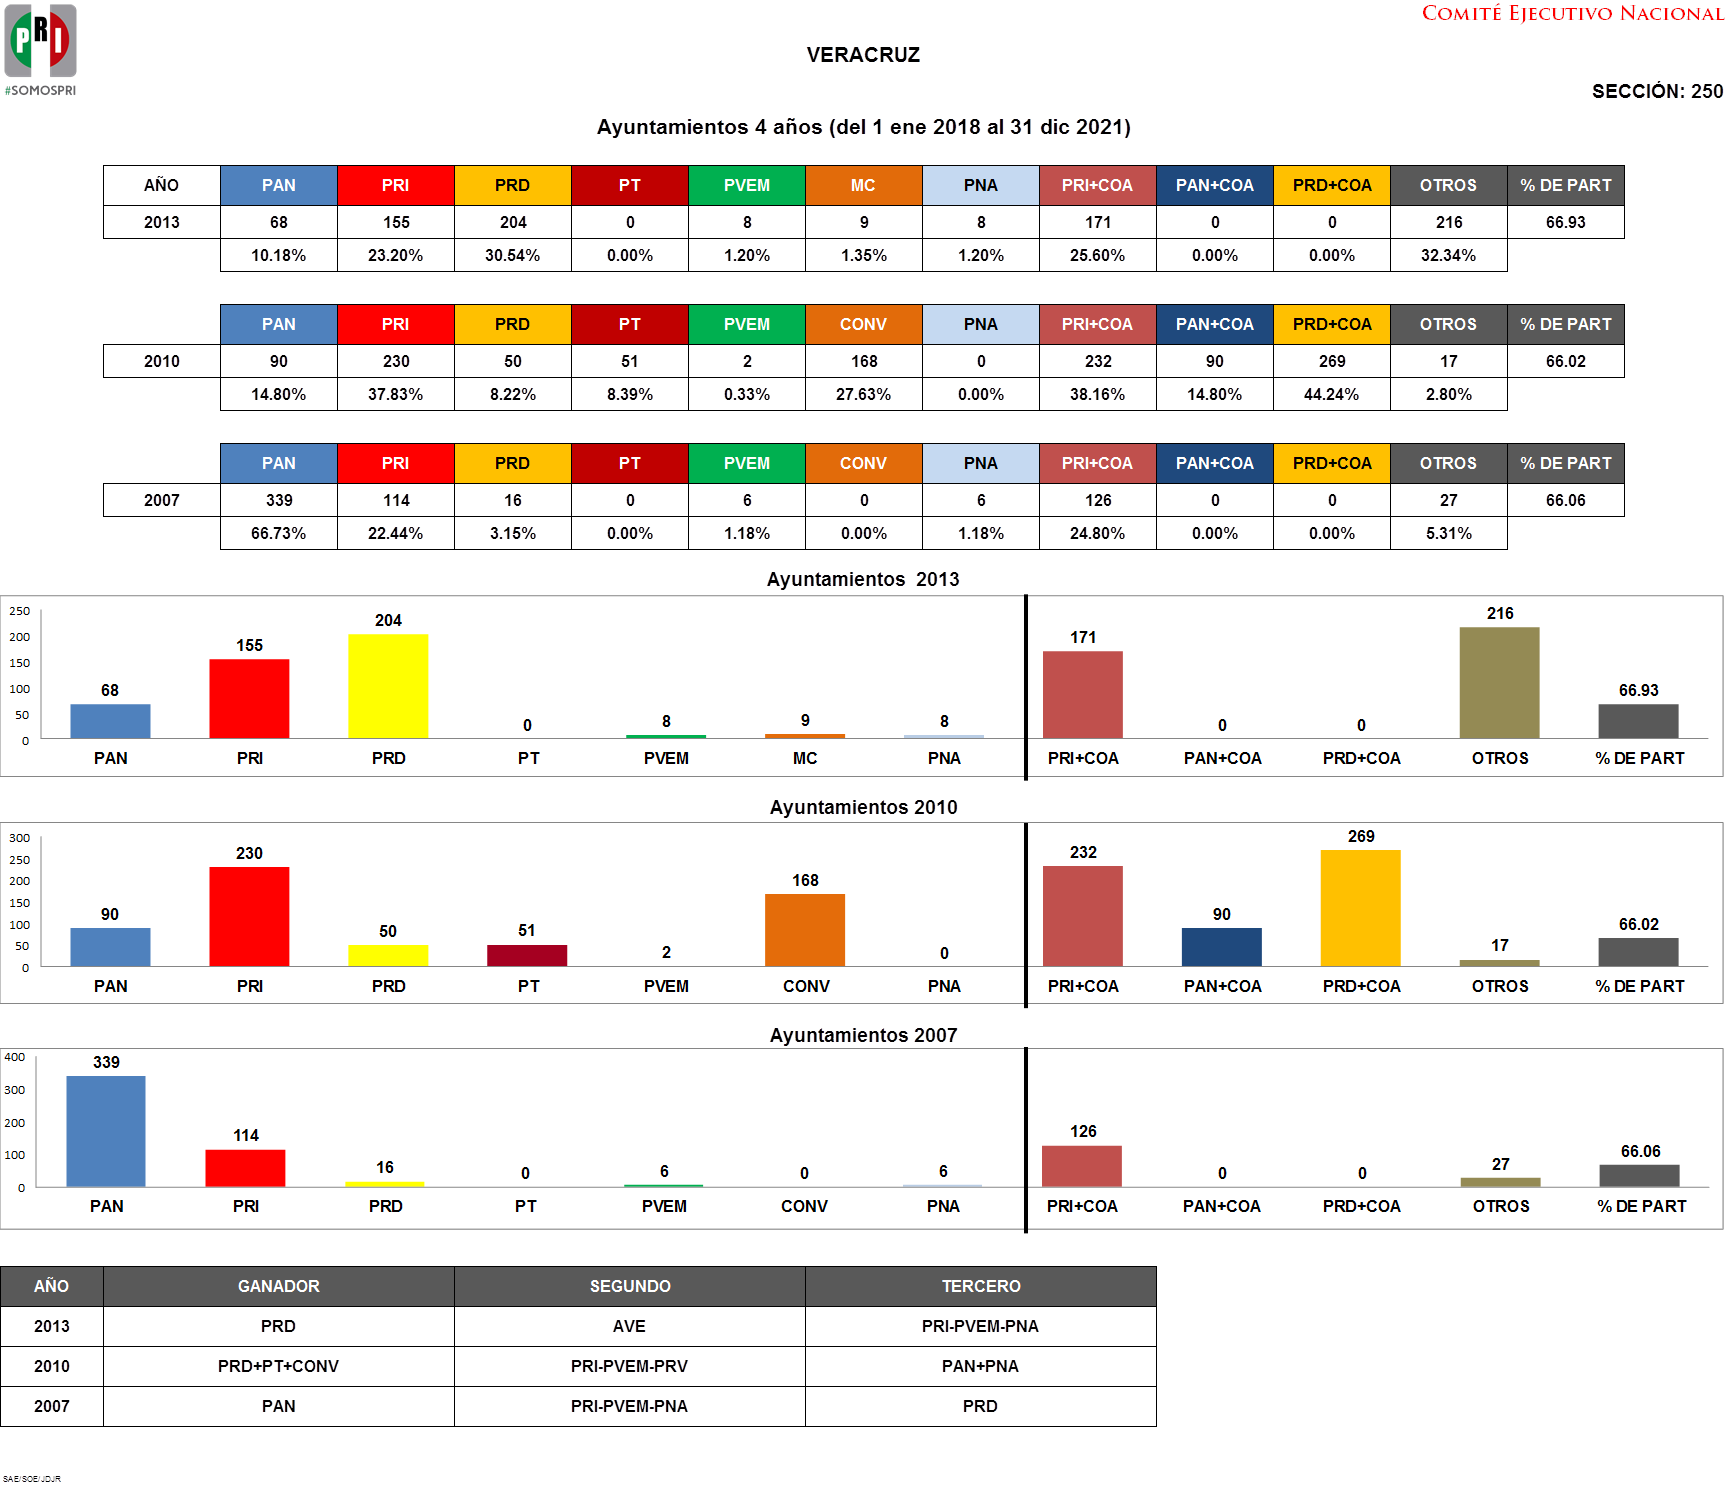 PRI
#SOMOSPRI
COMITÉ EJECUTIVO NACIONAL
VERACRUZ
SECCIÓN: 250
Ayuntamientos 4 años (del 1 ene 2018 al 31 dic 2021)
AÑO PAN PRI PRD PT PVEM MC PNA PRI+COA PAN+COA PRD+COA OTROS % DE PART
2013 68 155 204 0 8 9 8 171 0 0 216 66.93
10.18% 23.20% 30.54% 0.00% 1.20% 1.35% 1.20% 25.60% 0.00% 0.00% 32.34%
PAN PRI PRD PT PVEM CONV PNA PRI+COA PAN+COA PRD+COA OTROS % DE PART
2010 90 230 50 51 2 168 0 232 90 269 17 66.02
14.80% 37.83% 8.22% 8.39% 0.33% 27.63% 0.00% 38.16% 14.80% 44.24% 2.80%
PAN PRI PRD PT PVEM CONV PNA PRI+COA PAN+COA PRD+COA OTROS % DE PART
2007 339 114 16 0 6 0 6 126 0 0 27 66.06
66.73% 22.44% 3.15% 0.00% 1.18% 0.00% 1.18% 24.80% 0.00% 0.00% 5.31%
Ayuntamientos 2013
250
200
150
100
50
0
68 155 204 0 8 9 8 171 0 0 216 66.93
PAN PRI PRD PT PVEM MC PNA PRI+COA PAN+COA PRD+COA OTROS % DE PART
Ayuntamientos 2010
300
250
200
150
100
50
0
90 230 50 51 2 168 0 232 90 269 17 66.02
PAN PRI PRD PT PVEM CONV PNA PRI+COA PAN+COA PRD+COA OTROS % DE PART
Ayuntamientos 2007
400
300
200
100
0
339 114 16 0 6 0 6 126 0 0 27 66.06
PAN PRI PRD PT PVEM CONV PNA PRI+COA PAN+COA PRD+COA OTROS % DE PART
AÑO GANADOR SEGUNDO TERCERO
2013 PRD AVE PRI-PVEM-PNA
2010 PRD+PT+CONV PRI-PVEM-PRV PAN+PNA
2007 PAN PRI-PVEM-PNA PRD
SAE/SOE/JDJR